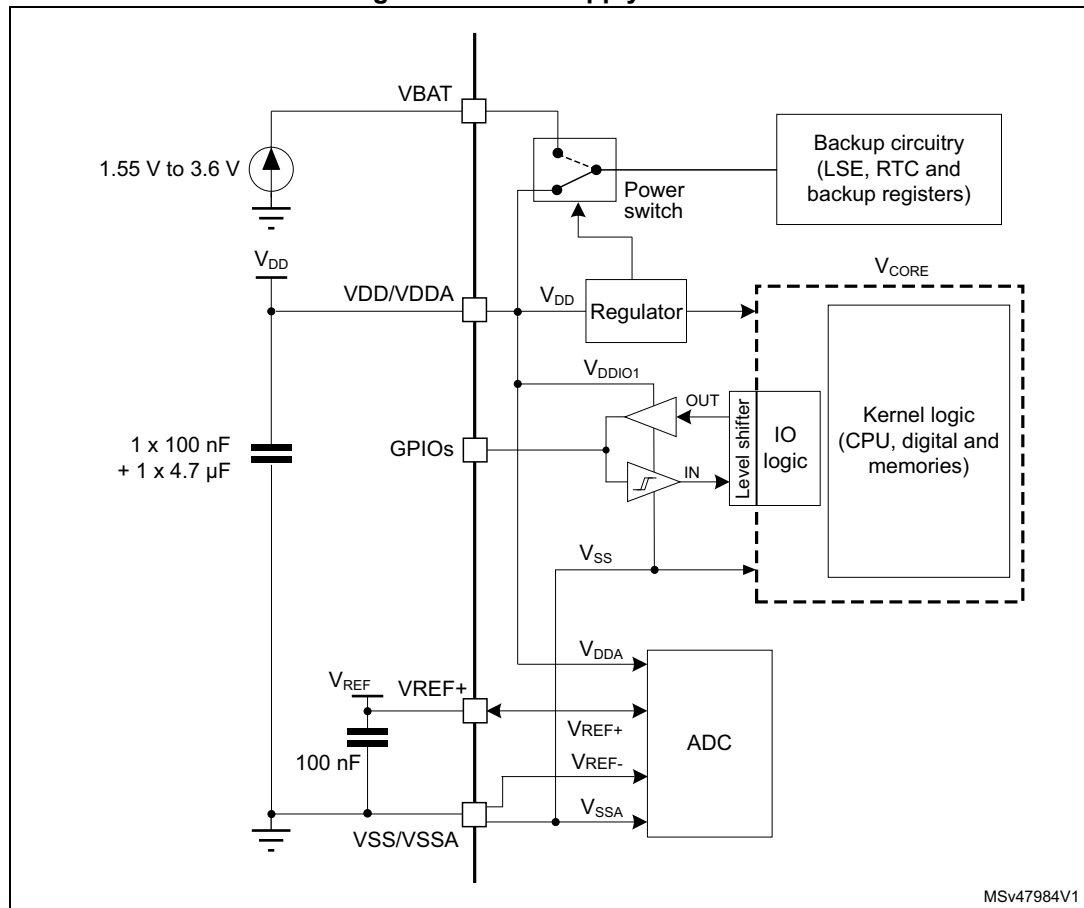 VBAT
1.55 V to 3.6 V
Power
switch
Backup circuitry
(LSE, RTC and
backup registers)
VDD
VDD/VDDA
VDD
Regulator
VCORE
VDDIO1
OUT
GPIOs
IN
Level shifter
IO
logic
Kernel logic
(CPU, digital and
memories)
1 x 100 nF
+ 1 x 4.7 µF
VSS
VDDA
VREF
VREF+
VREF+
ADC
100 nF
VREF-
VSSA
VSS/VSSA
MSv47984V1